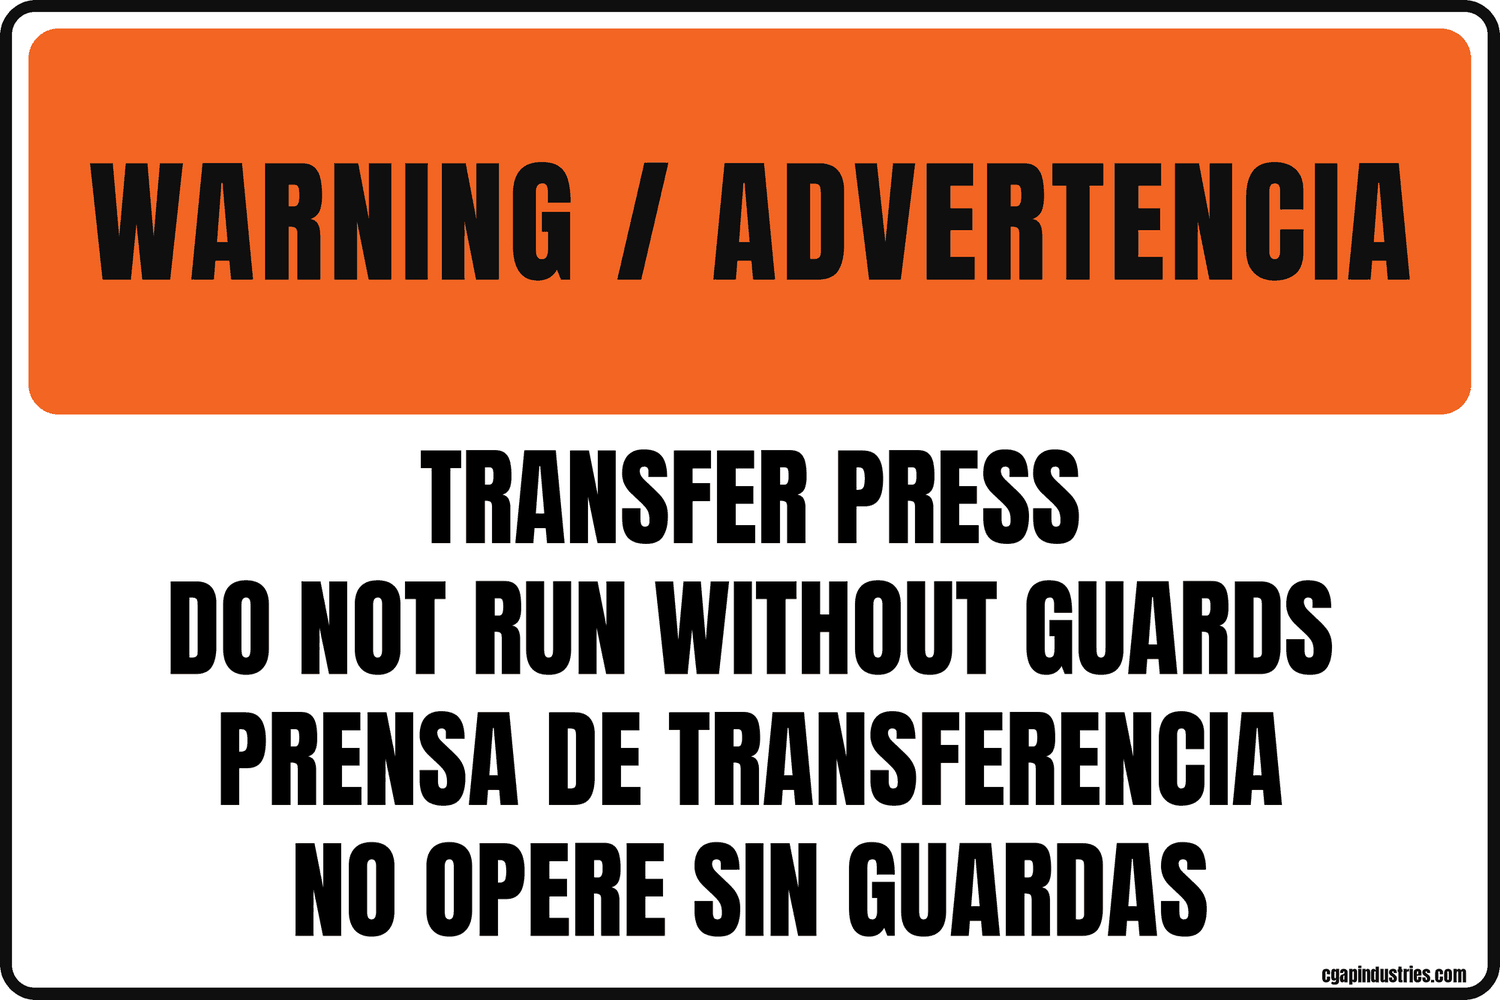 WARNING / ADVERTENCIA
TRANSFER PRESS
DO NOT RUN WITHOUT GUARDS
PRENSA DE TRANSFERENCIA
NO OPERE SIN GUARDAS
cgapindustries.com